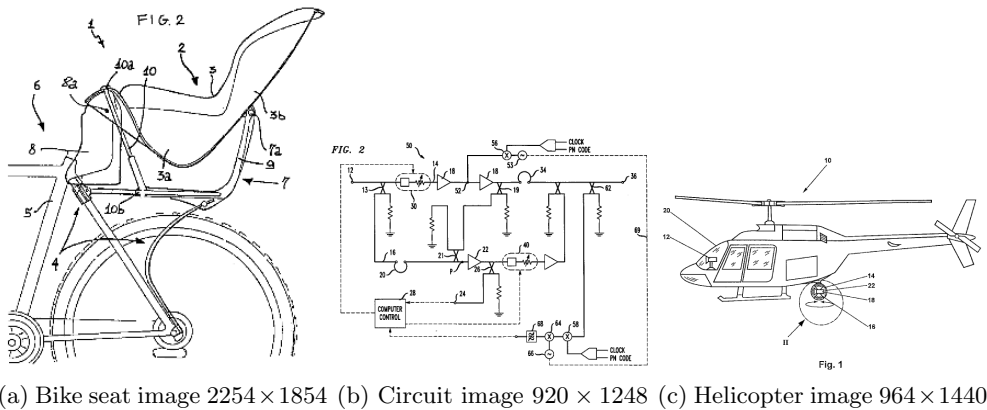 FIG. 2
1
10a
10
2
3
8a
6
3b
8
7a
9
3a
7
10b
5
4
FIG. 2
50
56
CLOCK
PN CODE
53
12
14
18
18
34
36
13
52
19
62
30
69
16
21
22
40
20
P
26
28
24
COMPUTER
CONTROL
68
64
58
CLOCK
PN CODE
66
10
20
12
14
22
18
16
II
Fig. 1
(a) Bike seat image 2254×1854 (b) Circuit image 920 × 1248 (c) Helicopter image 964×1440